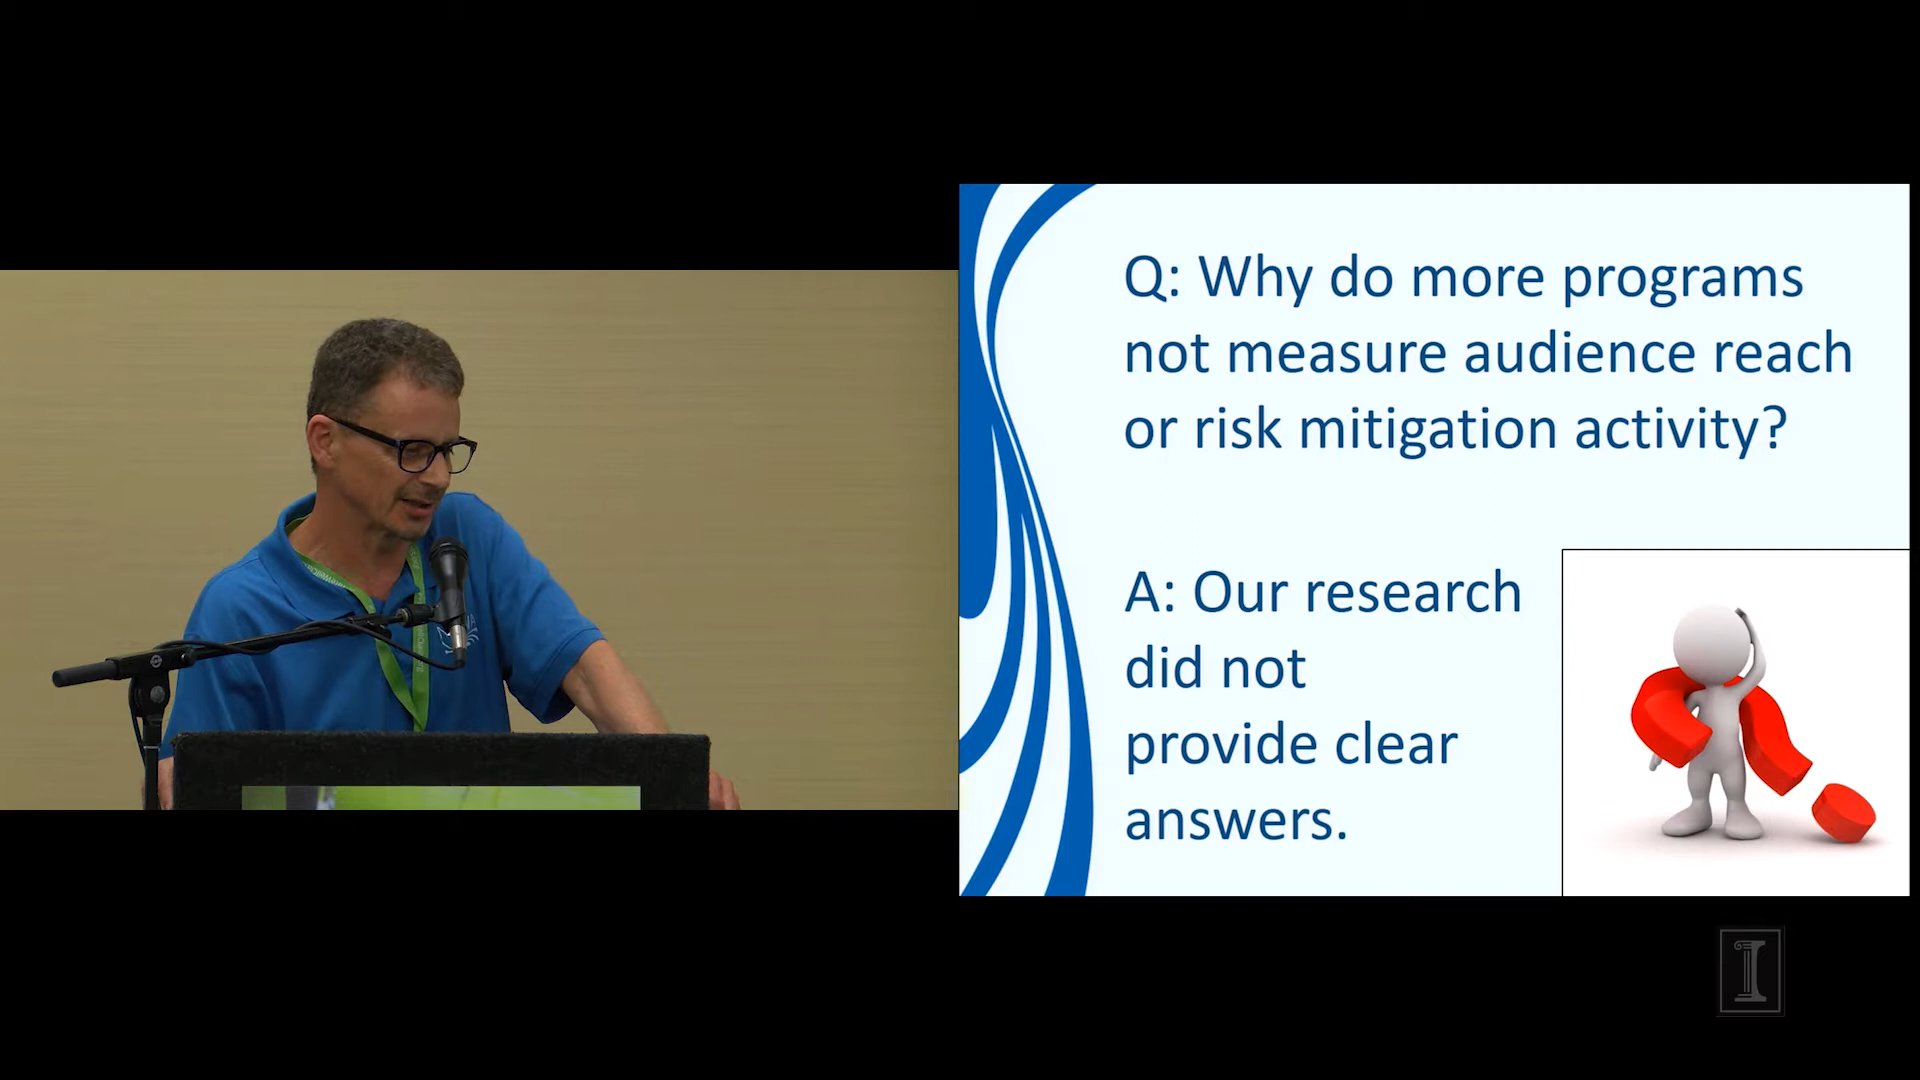 Q: Why do more programs
not measure audience reach
or risk mitigation activity?
A: Our research
did not
provide clear
answers.
I